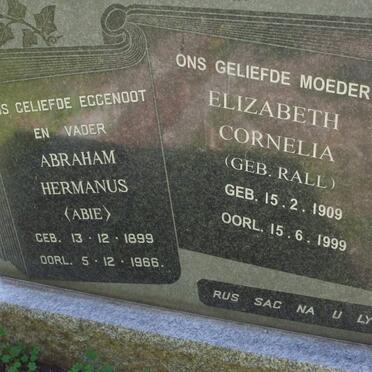 S GELIEFDE EGGENOOT
EN VADER
ABRAHAM
HERMANUS
<ABIE>
GEB. 13·12·1899
OORL. 5·12·1966.
ONS GELIEFDE MOEDER
ELIZABETH
CORNELIA
(GEB. RALL)
GEB. 15.2.1909
OORL. 15.6.1999
RUS SAG NA U LY